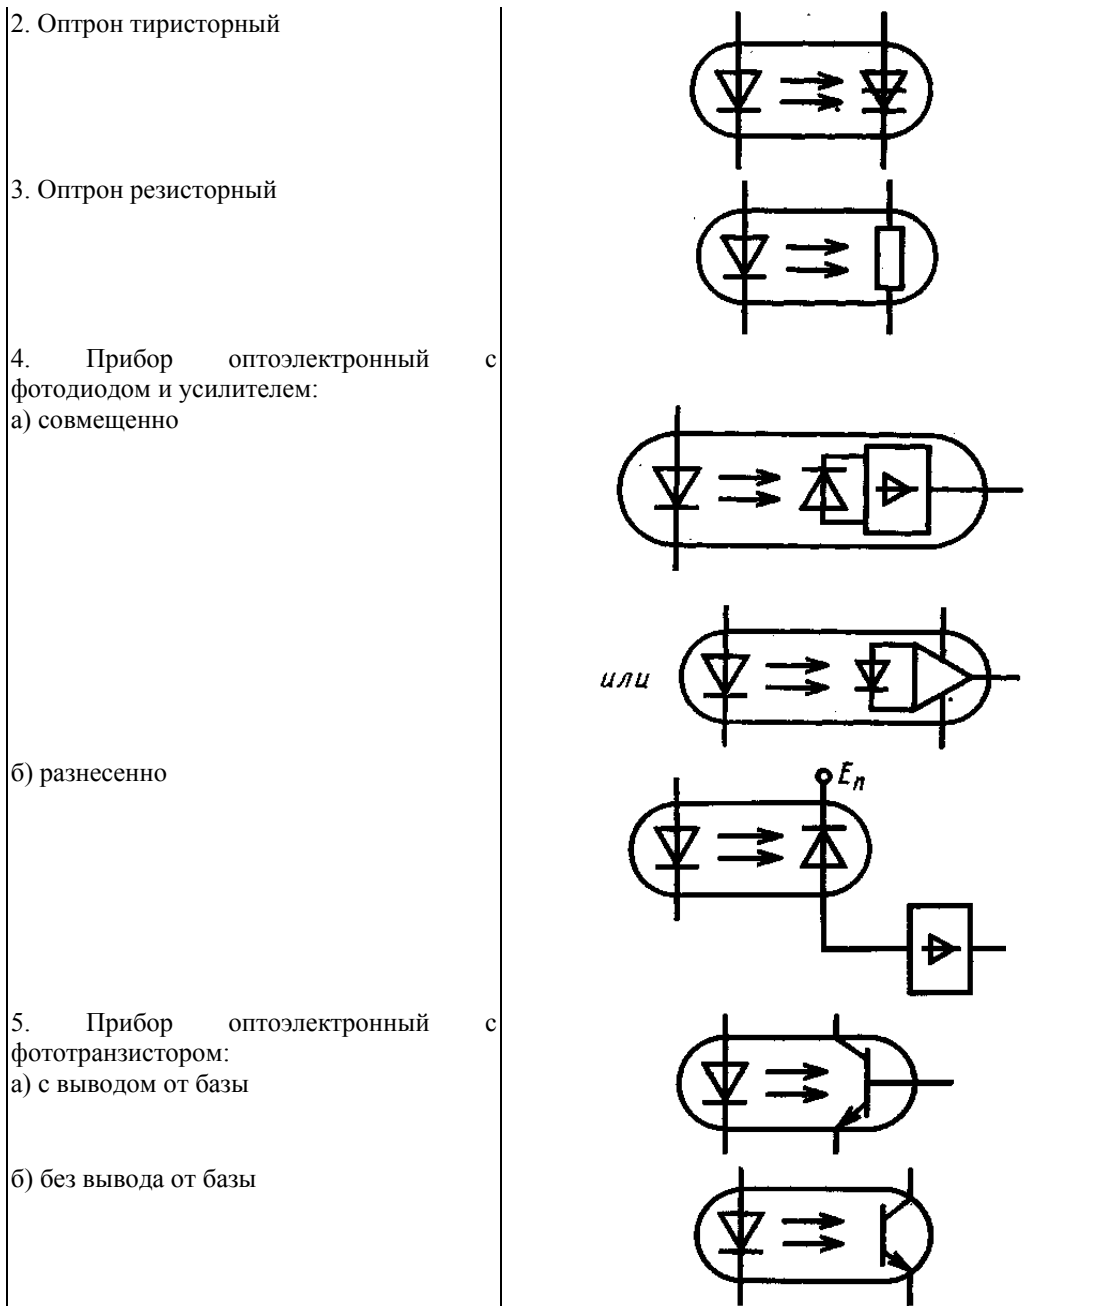 2. Оптрон тиристорный
3. Оптрон резисторный
4. Прибор оптоэлектронный с
фотодиодом и усилителем:
а) совмещенно
или
б) разнесенно
Eп
5. Прибор оптоэлектронный с
фототранзистором:
а) с выводом от базы
б) без вывода от базы